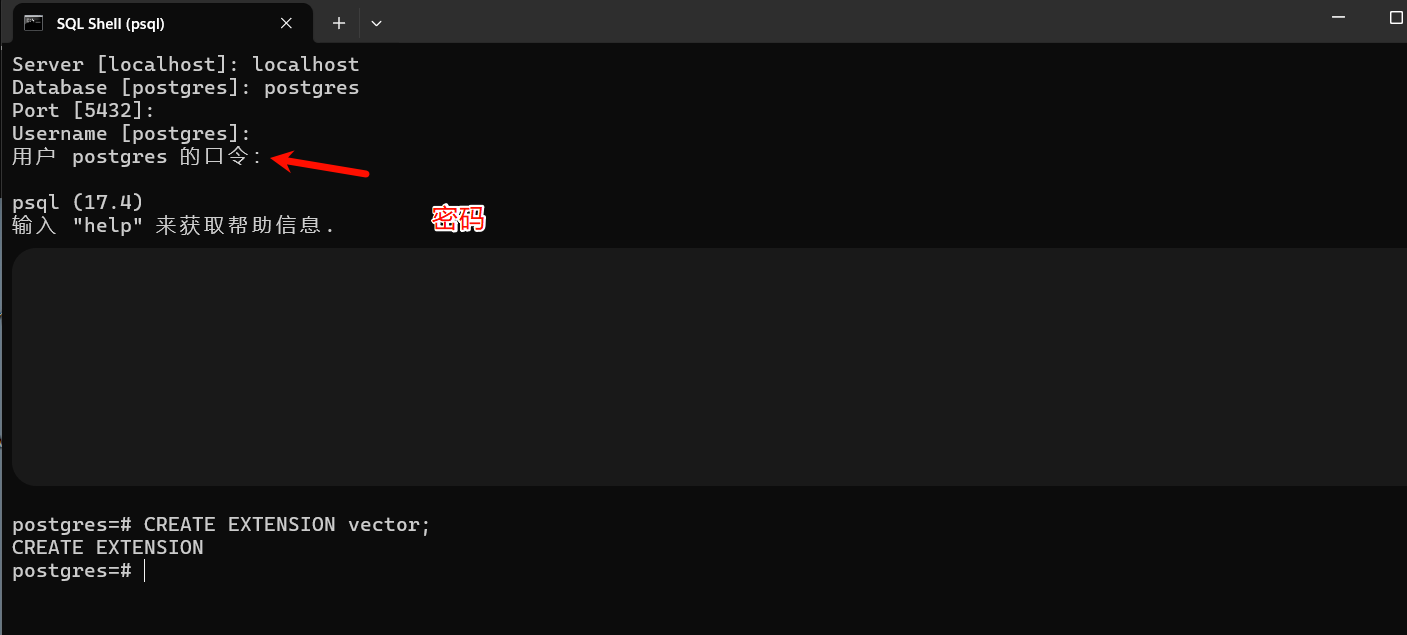 SQL Shell (psql)
Server [localhost]: localhost
Database [postgres]: postgres
Port [5432]:
Username [postgres]:
用户 postgres 的口令:
psql (17.4)
输入 "help" 来获取帮助信息.
密码
postgres=# CREATE EXTENSION vector;
CREATE EXTENSION
postgres=#